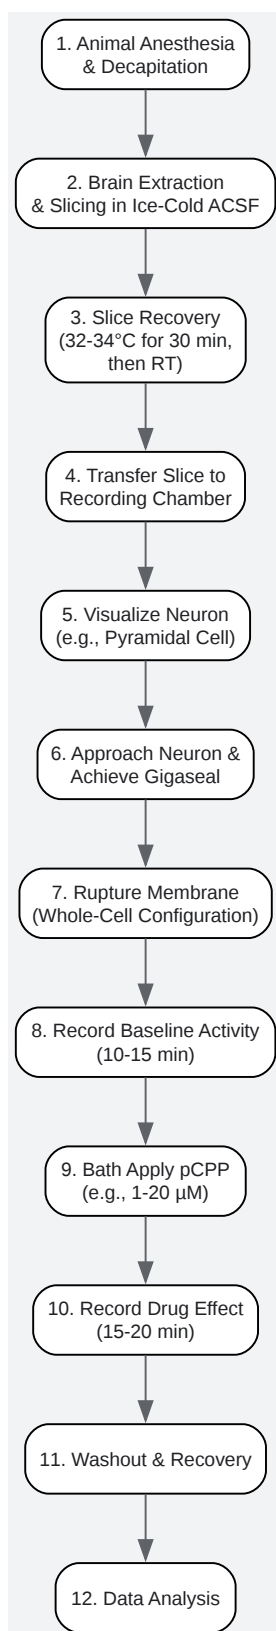 1. Animal Anesthesia
& Decapitation
2. Brain Extraction
& Slicing in Ice-Cold ACSF
3. Slice Recovery
(32-34°C for 30 min,
then RT)
4. Transfer Slice to
Recording Chamber
5. Visualize Neuron
(e.g., Pyramidal Cell)
6. Approach Neuron &
Achieve Gigaseal
7. Rupture Membrane
(Whole-Cell Configuration)
8. Record Baseline Activity
(10-15 min)
9. Bath Apply pCPP
(e.g., 1-20 µM)
10. Record Drug Effect
(15-20 min)
11. Washout & Recovery
12. Data Analysis